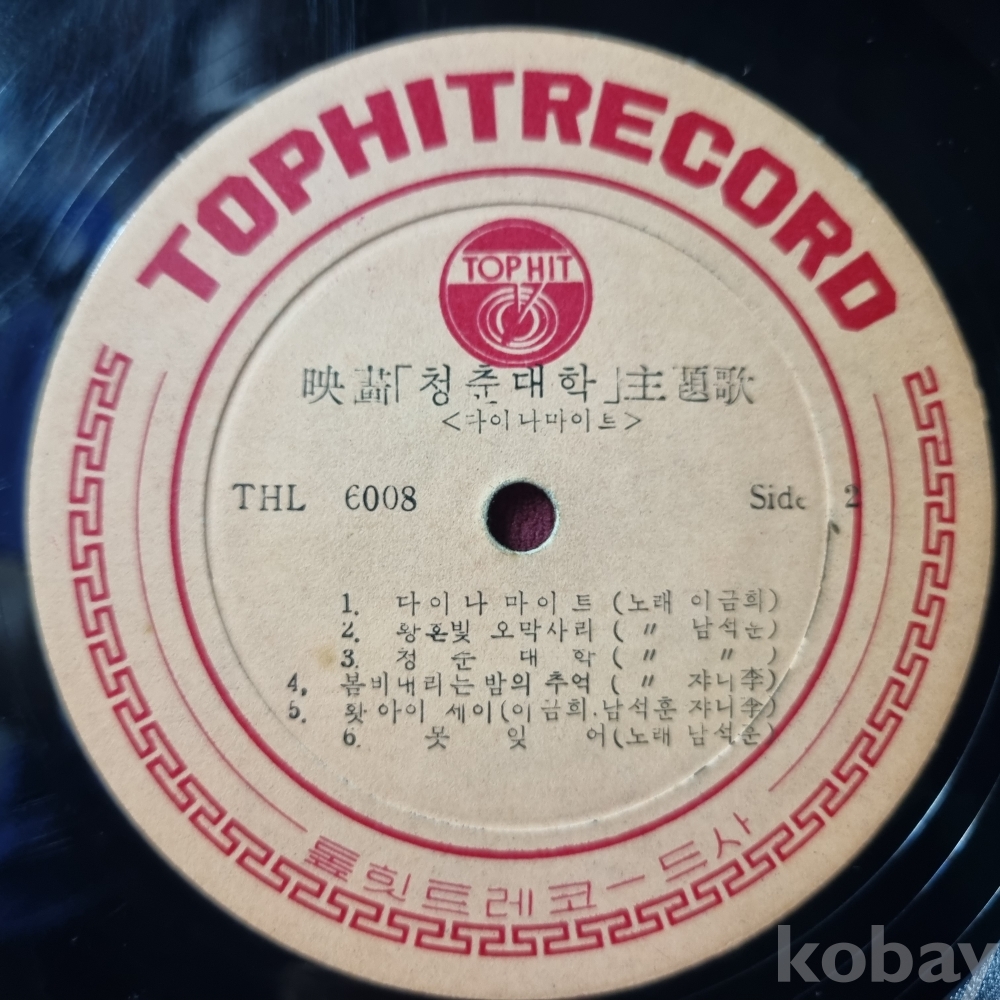 TOPHITRECORD
TOP HIT
映畵「청춘대학」主題歌
<다이나마이트>
THL 6008 Side 2
1. 다이나마이트 (노래 이금희)
2. 황혼빛 오막사리 ( 〃 남석훈)
3. 청춘대학 ( 〃 〃 )
4. 봄비내리는밤의 추억 ( 〃 쟈니李)
5. 왓 아이 세이 (이금희.남석훈 쟈니李)
6. 못잊어 (노래 남석훈)
톺힛트레코ー드사
kobay